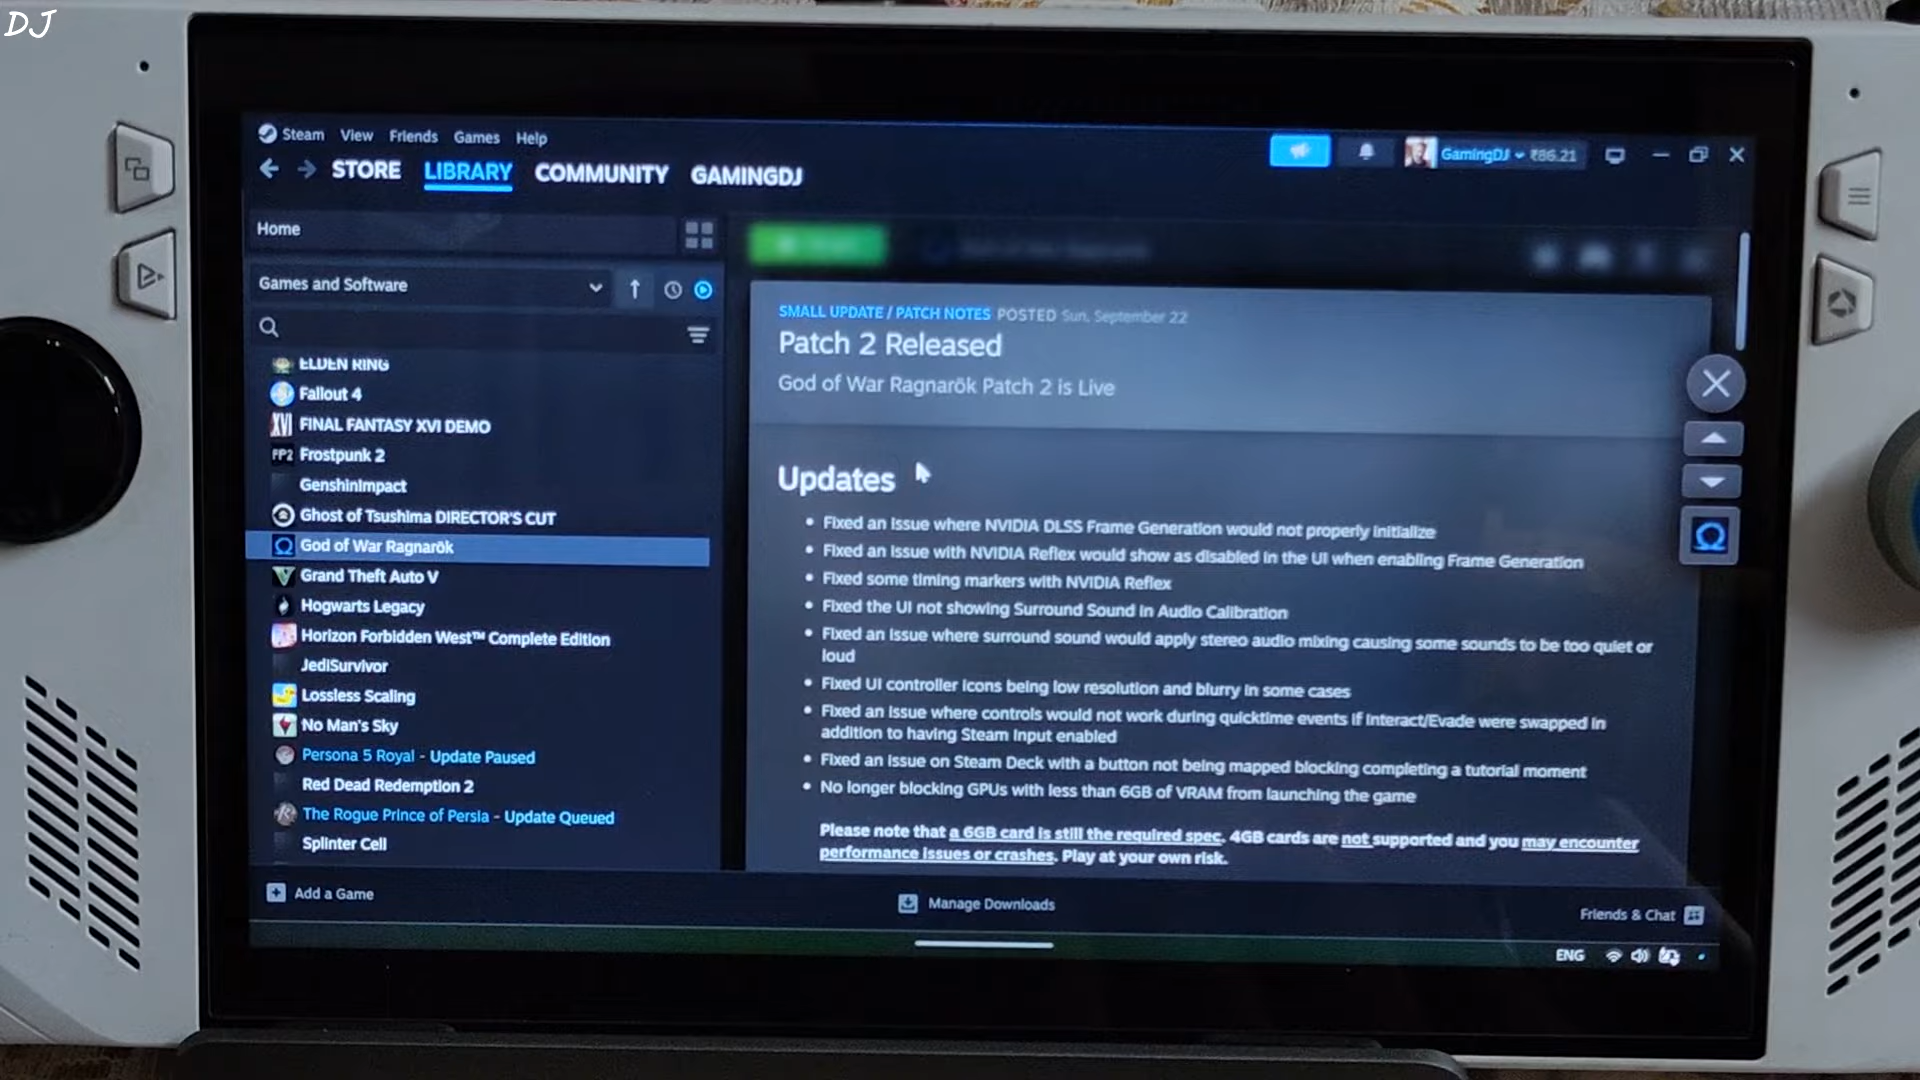 DJ
Steam View Friends Games Help
GamingDJ ₹86.21
STORE LIBRARY COMMUNITY GAMINGDJ
Home
Games and Software
ELDEN RING
Fallout 4
XVI FINAL FANTASY XVI DEMO
FP2 Frostpunk 2
GenshinImpact
Ghost of Tsushima DIRECTOR'S CUT
God of War Ragnarök
Grand Theft Auto V
Hogwarts Legacy
Horizon Forbidden West™ Complete Edition
JediSurvivor
Lossless Scaling
No Man's Sky
Persona 5 Royal - Update Paused
Red Dead Redemption 2
The Rogue Prince of Persia - Update Queued
Splinter Cell
Add a Game
SMALL UPDATE / PATCH NOTES POSTED Sun, September 22
Patch 2 Released
God of War Ragnarök Patch 2 is Live
Updates
• Fixed an issue where NVIDIA DLSS Frame Generation would not properly initialize
• Fixed an issue with NVIDIA Reflex would show as disabled in the UI when enabling Frame Generation
• Fixed some timing markers with NVIDIA Reflex
• Fixed the UI not showing Surround Sound in Audio Calibration
• Fixed an issue where surround sound would apply stereo audio mixing causing some sounds to be too quiet or
loud
• Fixed UI controller icons being low resolution and blurry in some cases
• Fixed an issue where controls would not work during quicktime events if Interact/Evade were swapped in
addition to having Steam Input enabled
• Fixed an issue on Steam Deck with a button not being mapped blocking completing a tutorial moment
• No longer blocking GPUs with less than 6GB of VRAM from launching the game
Please note that a 6GB card is still the required spec. 4GB cards are not supported and you may encounter
performance issues or crashes. Play at your own risk.
Manage Downloads
Friends & Chat
ENG